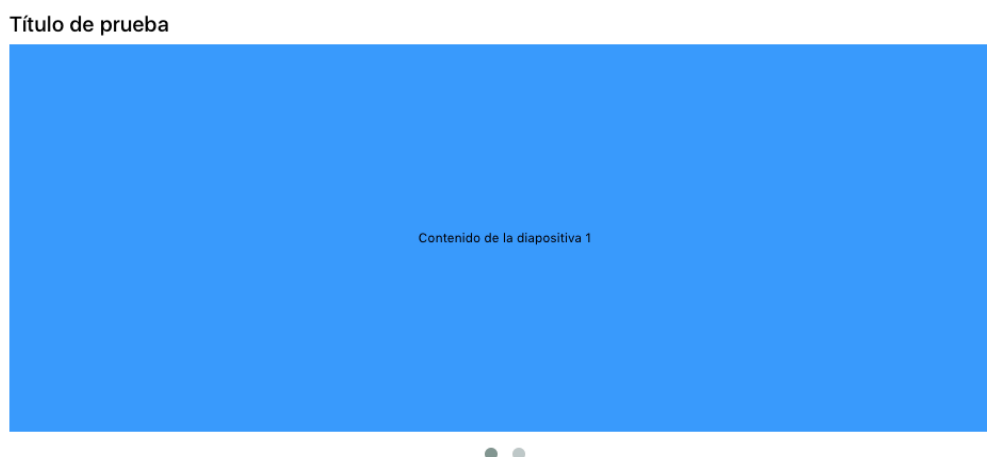 Título de prueba
Contenido de la diapositiva 1